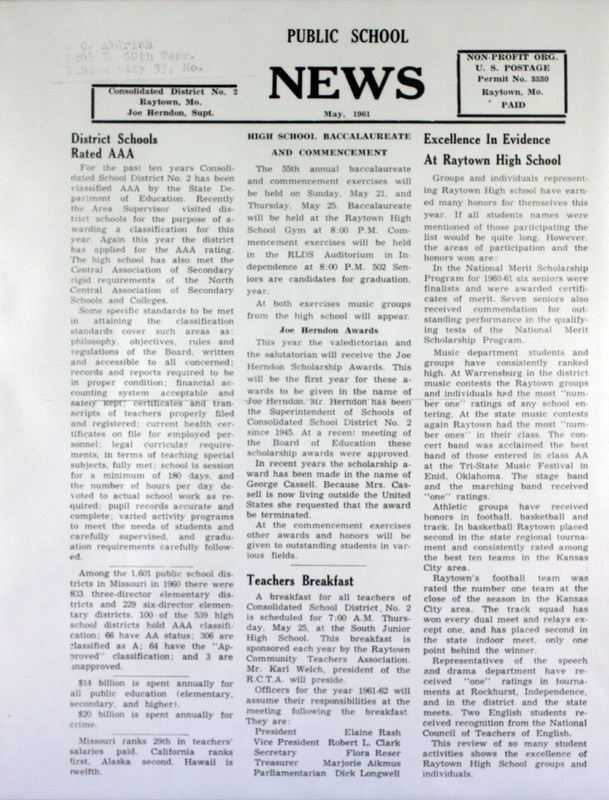 PUBLIC SCHOOL
NEWS
May, 1961
G. Aldrich
50th Terr.
City 33, Mo.
Consolidated District No. 2
Raytown, Mo.
Joe Herndon, Supt.
NON-PROFIT ORG.
U. S. POSTAGE
Permit No. 3530
Raytown, Mo.
PAID
District Schools
Rated AAA
For the past ten years Consoli-
dated School District No. 2 has been
classified AAA by the State De-
partment of Education. Recently
the Area Supervisor visited dis-
trict schools for the purpose of a-
warding a classification for this
year. Again this year the district
has applied for the AAA rating.
The high school has also met the
Central Association of Secondary
rigid requirements of the North
Central Association of Secondary
Schools and Colleges.
Some specific standards to be met
in attaining the classification
standards cover such areas as:
philosophy, objectives, rules and
regulations of the Board, written
and accessible to all concerned;
records and reports required to be
in proper condition; financial ac-
counting system acceptable and
safely kept; certificates and tran-
scripts of teachers properly filed
and registered; current health cer-
tificates on file for employed per-
sonnel; legal curricular require-
ments, in terms of teaching special
subjects, fully met; school is session
for a minimum of 180 days, and
the number of hours per day de-
voted to actual school work as re-
quired; pupil records accurate and
complete; varied activity programs
to meet the needs of students and
carefully supervised, and gradu-
ation requirements carefully follow-
ed.
Among the 1,601 public school dis-
tricts in Missouri in 1960 there were
833 three-director elementary dis-
tricts and 229 six-director elemen-
tary districts. 100 of the 539 high
school districts hold AAA classifi-
cation; 66 have AA status; 306 are
classified as A; 64 have the "Ap-
proved" classification; and 3 are
unapproved.
$14 billion is spent annually for
all public education (elementary,
secondary, and higher).
$20 billion is spent annually for
crime.
Missouri ranks 29th in teachers'
salaries paid. California ranks
first, Alaska second, Hawaii is
twelfth.
HIGH SCHOOL BACCALAUREATE
AND COMMENCEMENT
The 55th annual baccalaureate
and commencement exercises will
be held on Sunday, May 21, and
Thursday, May 25. Baccalaureate
will be held at the Raytown High
School Gym at 8:00 P.M. Com-
mencement exercises will be held
in the RLDS Auditorium in In-
dependence at 8:00 P.M. 502 Sen-
iors are candidates for graduation.
year.
At both exercises music groups
from the high school will appear.
Joe Herndon Awards
This year the valedictorian and
the salutatorian will receive the Joe
Herndon Scholarship Awards. This
will be the first year for these a-
wards to be given in the name of
Joe Herndon. Mr. Herndon has been
the Superintendent of Schools of
Consolidated School District No. 2
since 1945. At a recent meeting of
the Board of Education these
scholarship awards were approved.
In recent years the scholarship a-
ward has been made in the name of
George Cassell. Because Mrs. Cas-
sell is now living outside the United
States she requested that the award
be terminated.
At the commencement exercises
other awards and honors will be
given to outstanding students in var-
ious fields.
Teachers Breakfast
A breakfast for all teachers of
Consolidated School District No. 2
is scheduled for 7:00 A.M. Thurs-
day, May 25, at the South Junior
High School. This breakfast is
sponsored each year by the Raytown
Community Teachers Association.
Mr. Karl Welch, president of the
R.C.T.A. will preside.
Officers for the year 1961-62 will
assume their responsibilities at the
meeting following the breakfast.
They are:
President Elaine Rash
Vice President Robert L. Clark
Secretary Flora Reser
Treasurer Marjorie Aikmus
Parliamentarian Dick Longwell
Excellence In Evidence
At Raytown High School
Groups and individuals represent-
ing Raytown High school have earn-
ed many honors for themselves this
year. If all students names were
mentioned of those participating the
list would be quite long. However,
the areas of participation and the
honors won are:
In the National Merit Scholarship
Program for 1960-61 six seniors were
finalists and were awarded certifi-
cates of merit. Seven seniors also
received commendation for out-
standing performance in the qualify-
ing tests of the National Merit
Scholarship Program.
Music department students and
groups have consistently ranked
high. At Warrensburg in the district
music contests the Raytown groups
and individuals had the most "num-
ber one" ratings of any school en-
tering. At the state music contests
again Raytown had the most "num-
ber ones" in their class. The con-
cert band was acclaimed the best
band of those entered in class AA
at the Tri-State Music Festival in
Enid, Oklahoma. The stage band
and the marching band received
"one" ratings.
Athletic groups have received
honors in football, basketball and
track. In basketball Raytown placed
second in the state regional tourna-
ment and consistently rated among
the best ten teams in the Kansas
City area.
Raytown's football team was
rated the number one team at the
close of the season in the Kansas
City area. The track squad has
won every dual meet and relays ex-
cept one, and has placed second in
the state indoor meet, only one
point behind the winner.
Representatives of the speech
and drama department have re-
ceived "one" ratings in tourna-
ments at Rockhurst, Independence,
and in the district and the state
meets. Two English students re-
ceived recognition from the National
Council of Teachers of English.
This review of so many student
activities shows the excellence of
Raytown High School groups and
individuals.